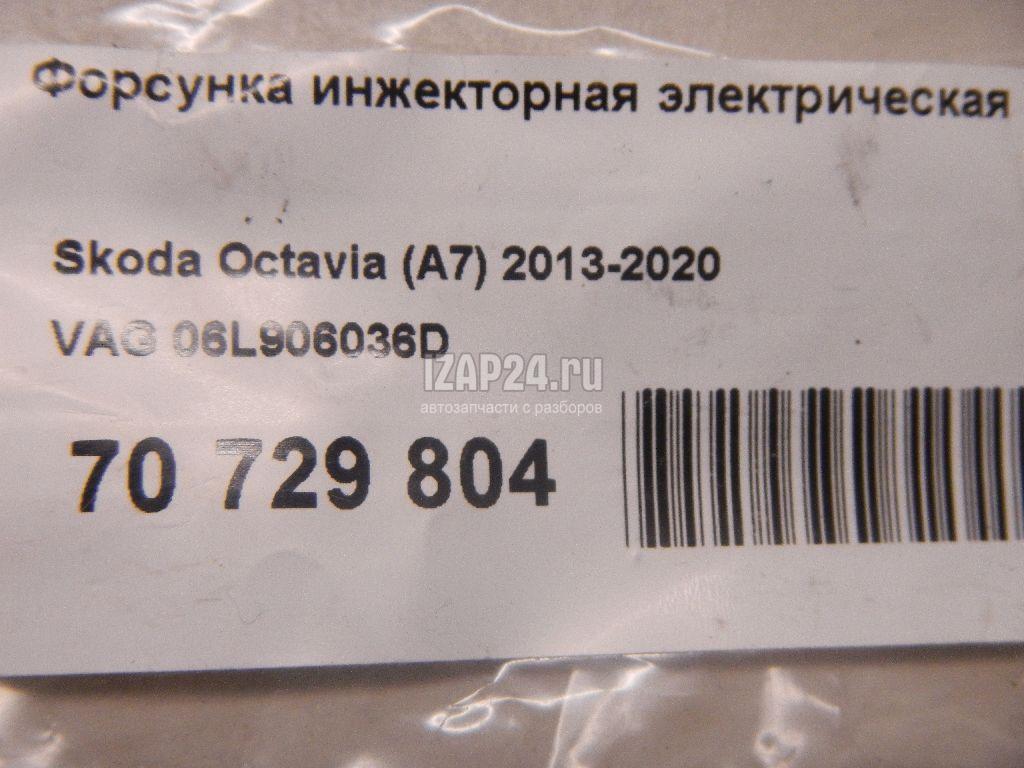 Форсунка инжекторная электрическая
Skoda Octavia (A7) 2013-2020
VAG 06L906036D
IZAP24.ru
автозапчасти с разборов
70 729 804